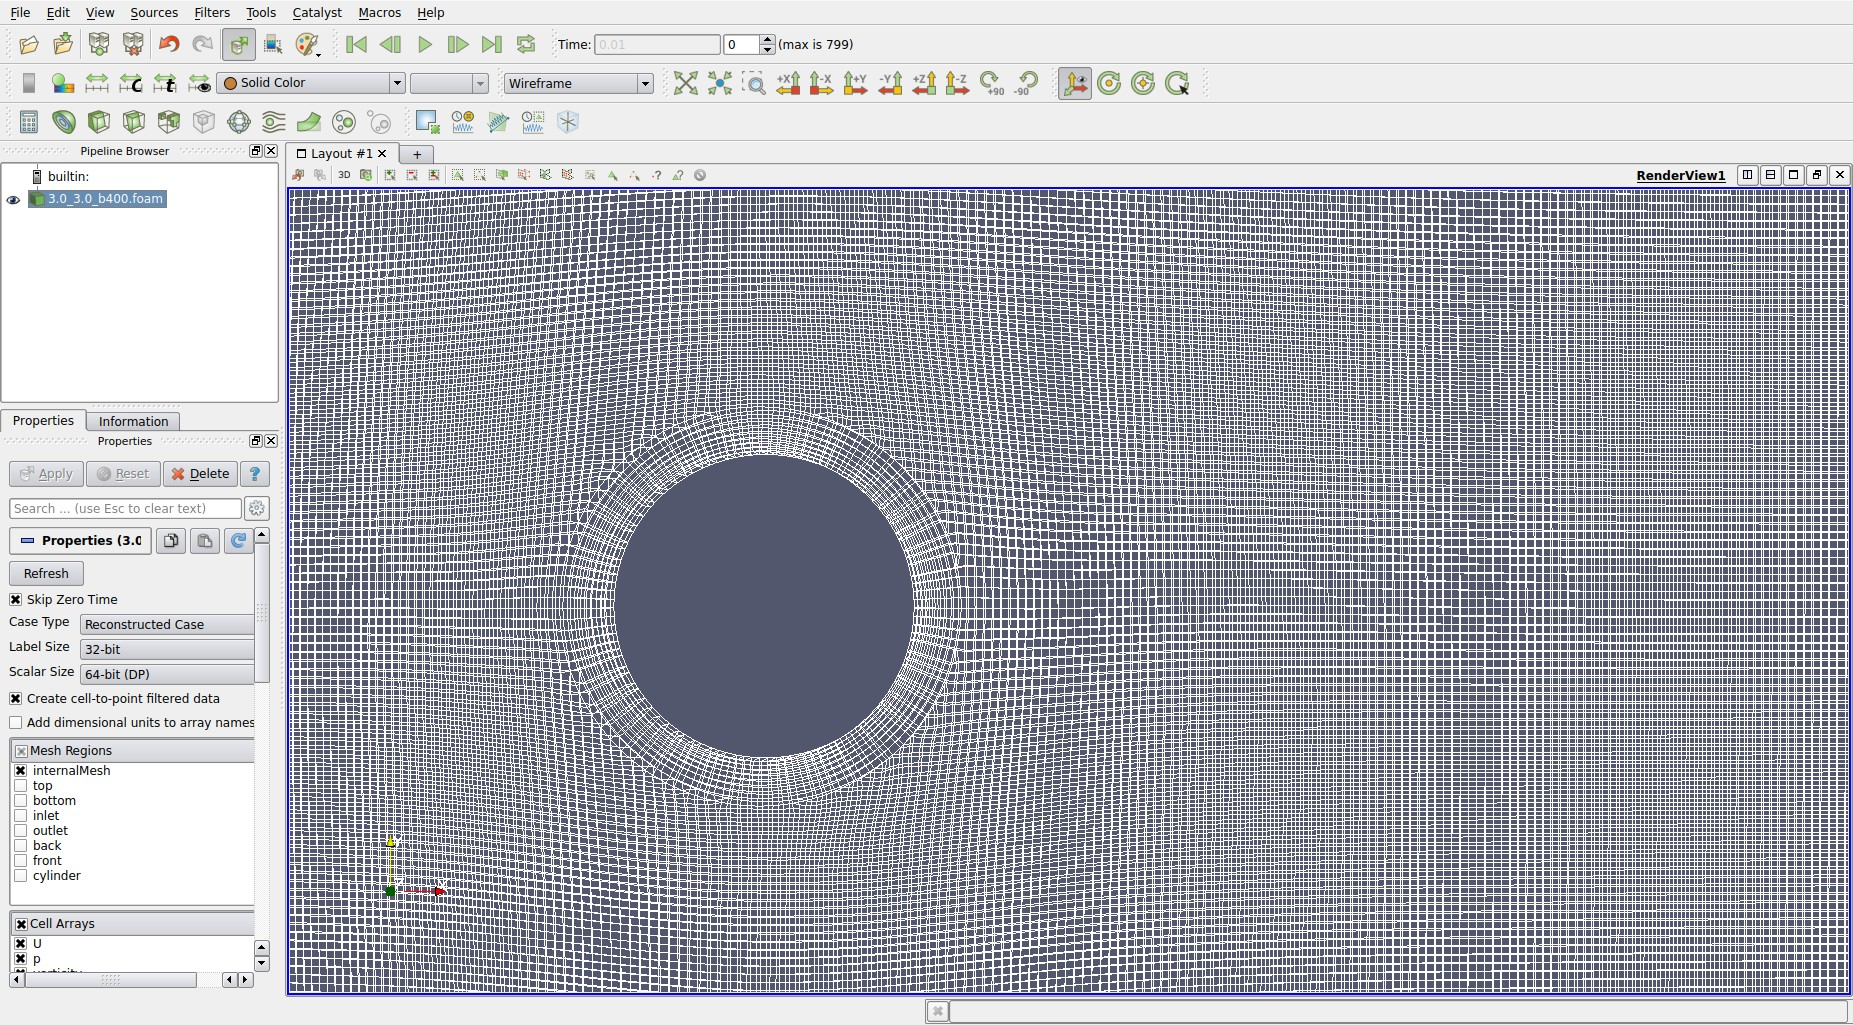 File Edit View Sources Filters Tools Catalyst Macros Help
Time: 0.01 0 (max is 799)
Solid Color Wireframe +X -X +Y -Y +Z -Z +90 -90
Pipeline Browser
Layout #1
builtin:
3D
RenderView1
3.0_3.0_b400.foam
Properties Information
Properties
Apply Reset Delete ?
Search ... (use Esc to clear text)
Properties (3.0
Refresh
Skip Zero Time
Case Type Reconstructed Case
Label Size 32-bit
Scalar Size 64-bit (DP)
Create cell-to-point filtered data
Add dimensional units to array names
Mesh Regions
internalMesh
top
bottom
inlet
outlet
back
front
cylinder
Cell Arrays
U
p